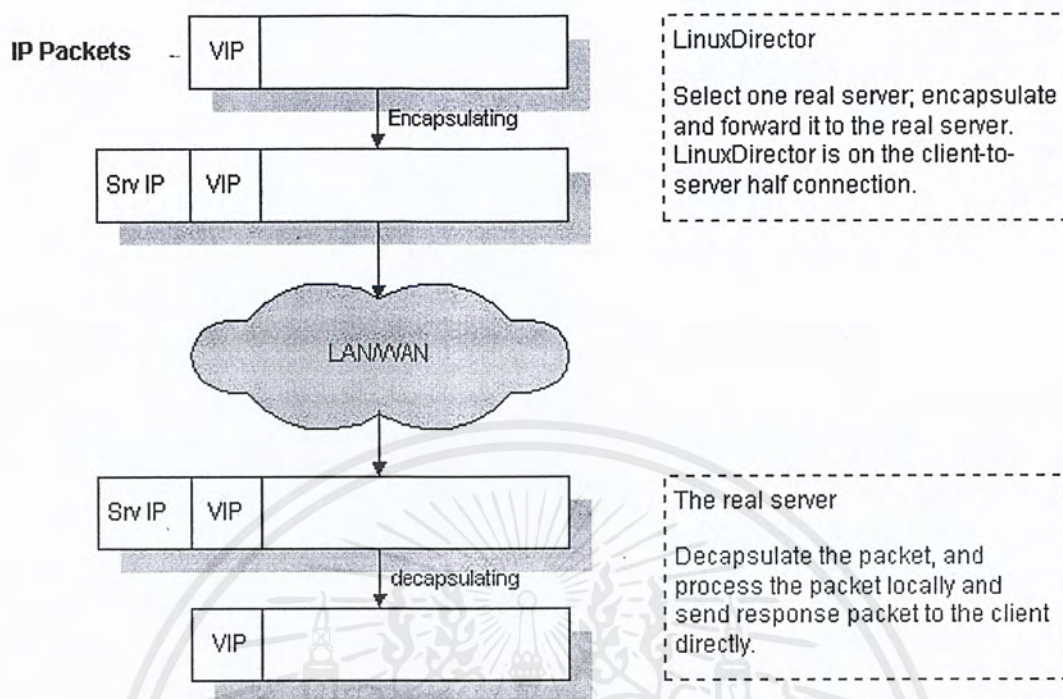 IP Packets
VIP
LinuxDirector
Select one real server; encapsulate
and forward it to the real server.
LinuxDirector is on the client-to-
server half connection.
Encapsulating
Srv IP VIP
LAN/WAN
Srv IP VIP
The real server
Decapsulate the packet, and
process the packet locally and
send response packet to the client
directly.
decapsulating
VIP